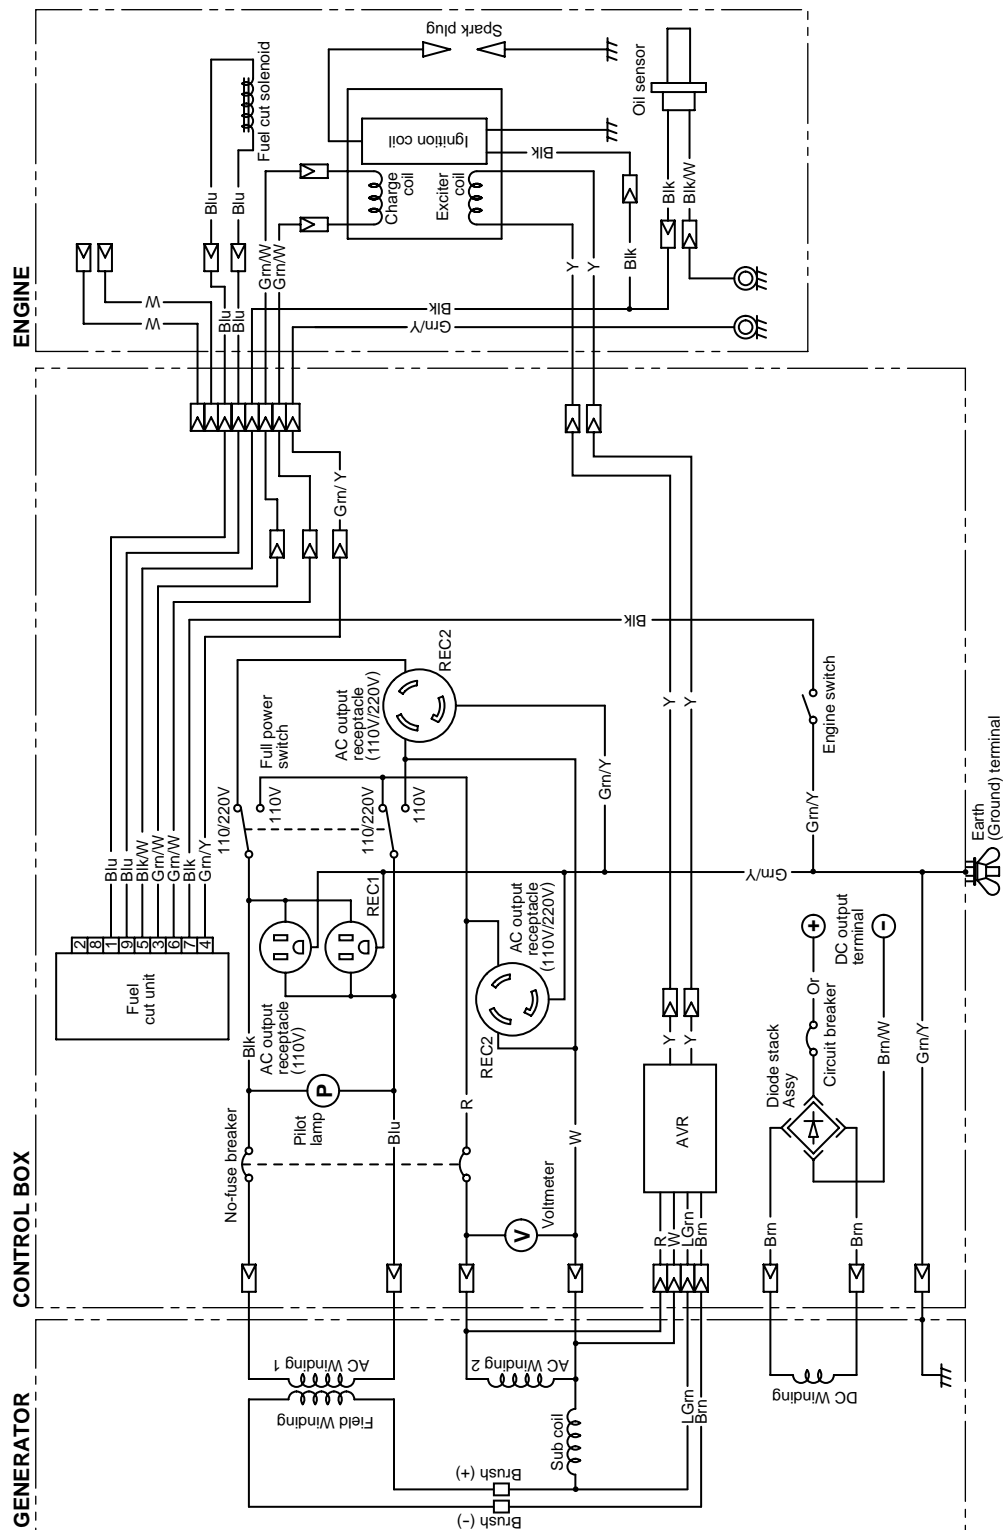 GENERATOR
CONTROL BOX
ENGINE
Brush (-)
Brush (+)
Field Winding
AC Winding 1
AC Winding 2
Sub coil
LGrn
Brn
DC Winding
No-fuse breaker
Pilot
lamp
P
Voltmeter
V
R
W
LGrn
Brn
AVR
Y
Y
Brn
Brn
Diode stack
Assy
Circuit breaker
Or
+
-
DC output
terminal
Brn/W
Grn/Y
Blk
Blu
R
W
AC output
receptacle
(110V)
REC1
REC2
AC output
receptacle
(110V/220V)
Fuel
cut unit
2
8
1
9
5
3
6
7
4
Blu
Blu
Blk/W
Grn/W
Grn/W
Blk
Grn/Y
110/220V
110V
110/220V
110V
Full power
switch
AC output
receptacle
(110V/220V)
REC2
Grn/Y
Grn/Y
Grn/Y
Engine switch
Earth
(Ground) terminal
Blk
Y
Y
Grn/ Y
W
W
Blu
Blu
Blu
Blu
Fuel cut solenoid
Grn/W
Grn/W
Blk
Grn/Y
Charge
coil
Exciter
coil
Ignition coil
Spark plug
Blk
Blk
Y
Y
Oil sensor
Blk
Blk/W